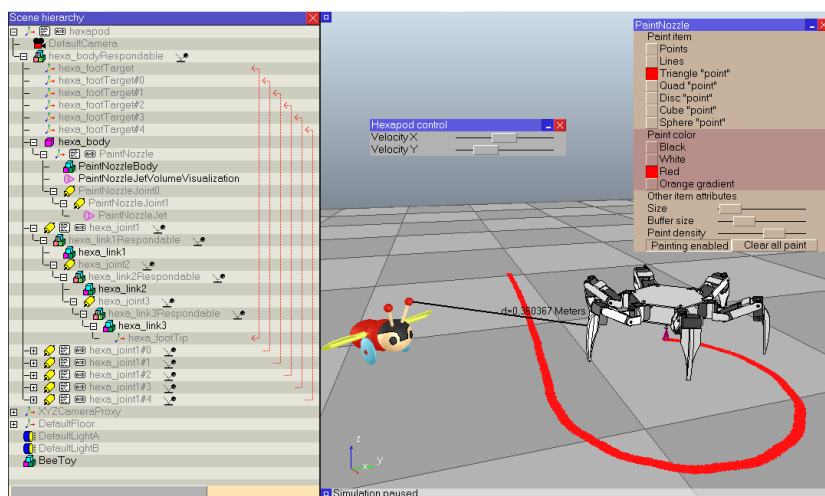 Scene hierarchy
hexapod
DefaultCamera
hexa_bodyRespondable
hexa_footTarget
hexa_footTarget#0
hexa_footTarget#1
hexa_footTarget#2
hexa_footTarget#3
hexa_footTarget#4
hexa_body
PaintNozzle
PaintNozzleBody
PaintNozzleJetVolumeVisualization
PaintNozzleJoint0
PaintNozzleJoint1
PaintNozzleJet
hexa_joint1
hexa_link1Respondable
hexa_link1
hexa_joint2
hexa_link2Respondable
hexa_link2
hexa_joint3
hexa_link3Respondable
hexa_link3
hexa_footTip
hexa_joint1#0
hexa_joint1#1
hexa_joint1#2
hexa_joint1#3
hexa_joint1#4
XYZCameraProxy
DefaultFloor
DefaultLightA
DefaultLightB
BeeToy
Hexapod control
Velocity X
Velocity Y
d=0.360367 Meters
z
x
y
Simulation paused
PaintNozzle
Paint item
Points
Lines
Triangle "point"
Quad "point"
Disc "point"
Cube "point"
Sphere "point"
Paint color
Black
White
Red
Orange gradient
Other item attributes
Size
Buffer size
Paint density
Painting enabled Clear all paint